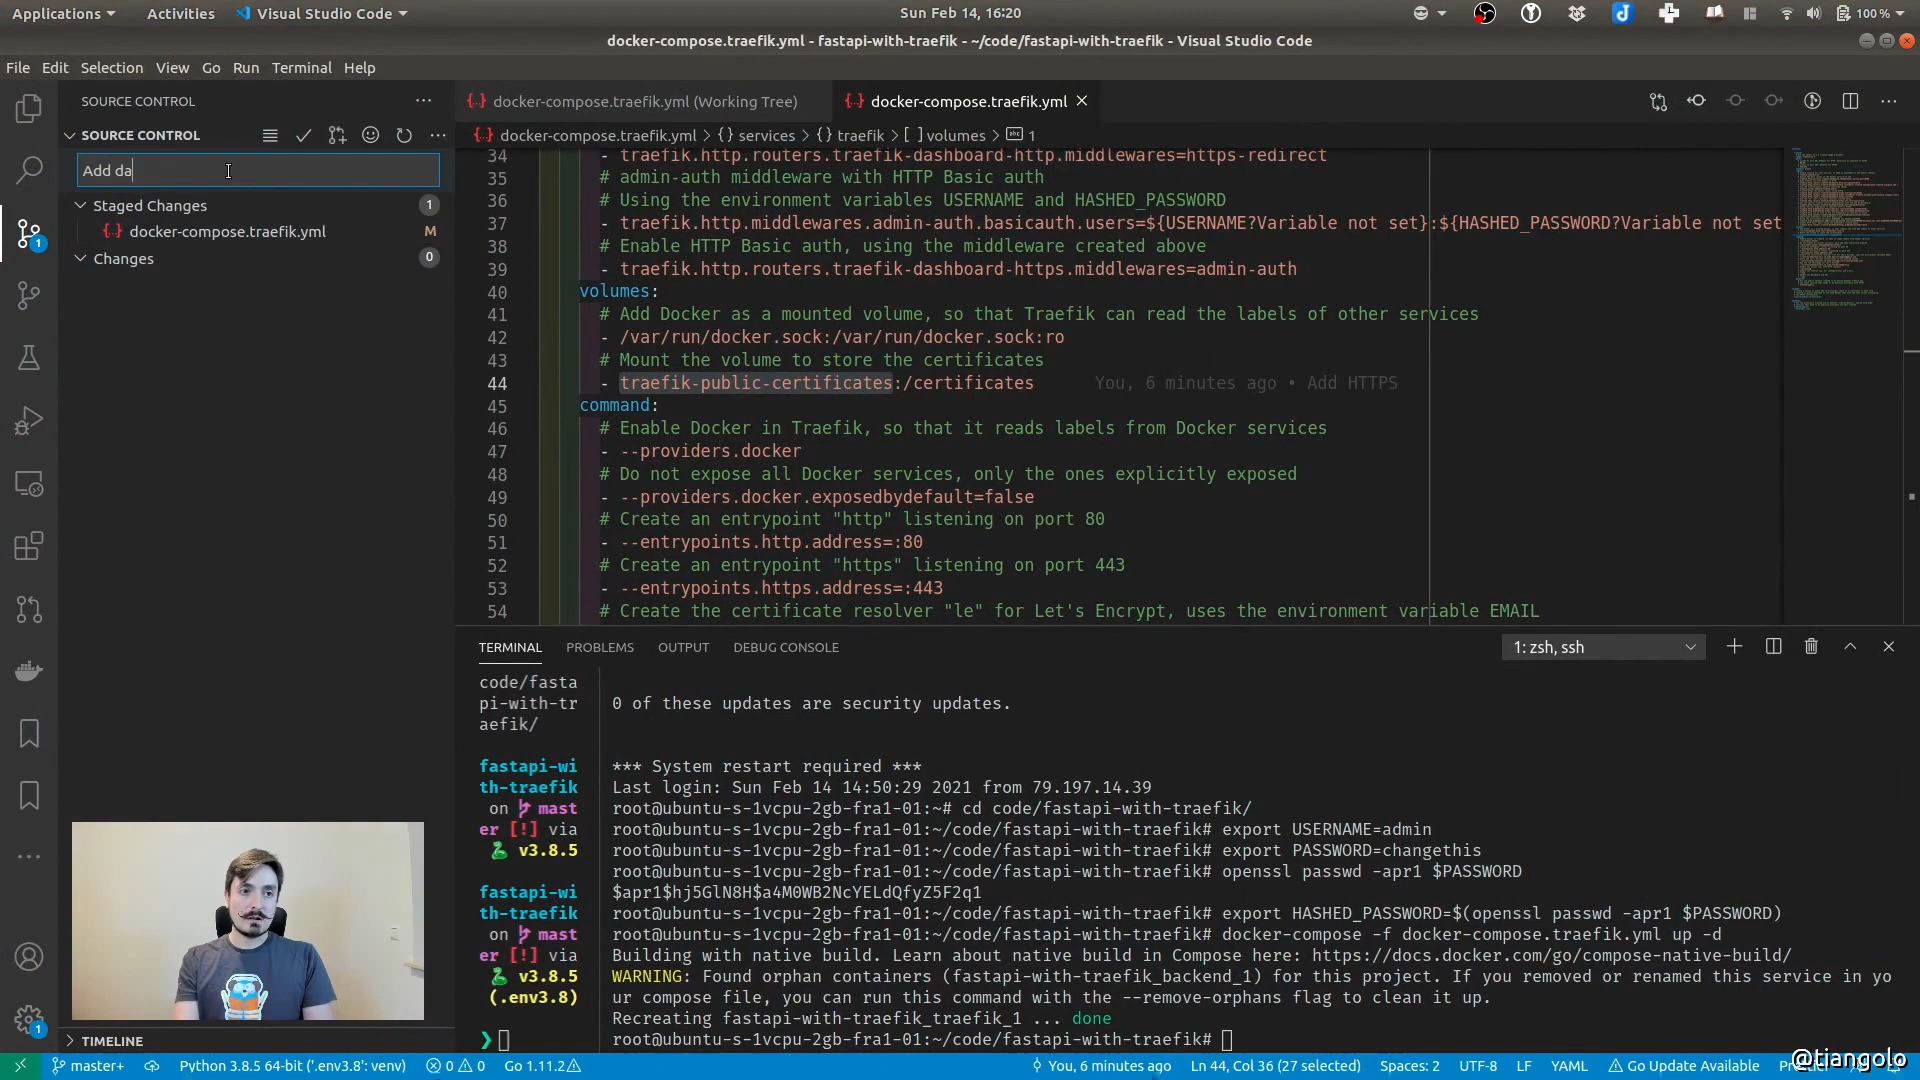 Applications
Activities
Visual Studio Code
Sun Feb 14, 16:20
100 %
docker-compose.traefik.yml - fastapi-with-traefik - ~/code/fastapi-with-traefik - Visual Studio Code
File Edit Selection View Go Run Terminal Help
SOURCE CONTROL
SOURCE CONTROL
Add da
Staged Changes 1
docker-compose.traefik.yml M
Changes 0
docker-compose.traefik.yml (Working Tree)
docker-compose.traefik.yml
docker-compose.traefik.yml > {} services > {} traefik > [ ] volumes > abc 1
34 - traefik.http.routers.traefik-dashboard-http.middlewares=https-redirect
35 # admin-auth middleware with HTTP Basic auth
36 # Using the environment variables USERNAME and HASHED_PASSWORD
37 - traefik.http.middlewares.admin-auth.basicauth.users=${USERNAME?Variable not set}:${HASHED_PASSWORD?Variable not set
38 # Enable HTTP Basic auth, using the middleware created above
39 - traefik.http.routers.traefik-dashboard-https.middlewares=admin-auth
40 volumes:
41 # Add Docker as a mounted volume, so that Traefik can read the labels of other services
42 - /var/run/docker.sock:/var/run/docker.sock:ro
43 # Mount the volume to store the certificates
44 - traefik-public-certificates:/certificates You, 6 minutes ago • Add HTTPS
45 command:
46 # Enable Docker in Traefik, so that it reads labels from Docker services
47 - --providers.docker
48 # Do not expose all Docker services, only the ones explicitly exposed
49 - --providers.docker.exposedbydefault=false
50 # Create an entrypoint "http" listening on port 80
51 - --entrypoints.http.address=:80
52 # Create an entrypoint "https" listening on port 443
53 - --entrypoints.https.address=:443
54 # Create the certificate resolver "le" for Let's Encrypt, uses the environment variable EMAIL
TERMINAL PROBLEMS OUTPUT DEBUG CONSOLE
1: zsh, ssh
code/fasta
pi-with-tr
aefik/
fastapi-wi
th-traefik
on mast
er [!] via
v3.8.5
fastapi-wi
th-traefik
on mast
er [!] via
v3.8.5
(.env3.8)
❯
0 of these updates are security updates.
*** System restart required ***
Last login: Sun Feb 14 14:50:29 2021 from 79.197.14.39
root@ubuntu-s-1vcpu-2gb-fra1-01:~# cd code/fastapi-with-traefik/
root@ubuntu-s-1vcpu-2gb-fra1-01:~/code/fastapi-with-traefik# export USERNAME=admin
root@ubuntu-s-1vcpu-2gb-fra1-01:~/code/fastapi-with-traefik# export PASSWORD=changethis
root@ubuntu-s-1vcpu-2gb-fra1-01:~/code/fastapi-with-traefik# openssl passwd -apr1 $PASSWORD
$apr1$hj5GlN8H$a4M0WB2NcYELdQfyZ5F2q1
root@ubuntu-s-1vcpu-2gb-fra1-01:~/code/fastapi-with-traefik# export HASHED_PASSWORD=$(openssl passwd -apr1 $PASSWORD)
root@ubuntu-s-1vcpu-2gb-fra1-01:~/code/fastapi-with-traefik# docker-compose -f docker-compose.traefik.yml up -d
Building with native build. Learn about native build in Compose here: https://docs.docker.com/go/compose-native-build/
WARNING: Found orphan containers (fastapi-with-traefik_backend_1) for this project. If you removed or renamed this service in yo
ur compose file, you can run this command with the --remove-orphans flag to clean it up.
Recreating fastapi-with-traefik_traefik_1 ... done
root@ubuntu-s-1vcpu-2gb-fra1-01:~/code/fastapi-with-traefik#
TIMELINE
master+
Python 3.8.5 64-bit ('.env3.8': venv)
0 0
Go 1.11.2
You, 6 minutes ago
Ln 44, Col 36 (27 selected)
Spaces: 2
UTF-8
LF
YAML
Go Update Available
@tiangolo